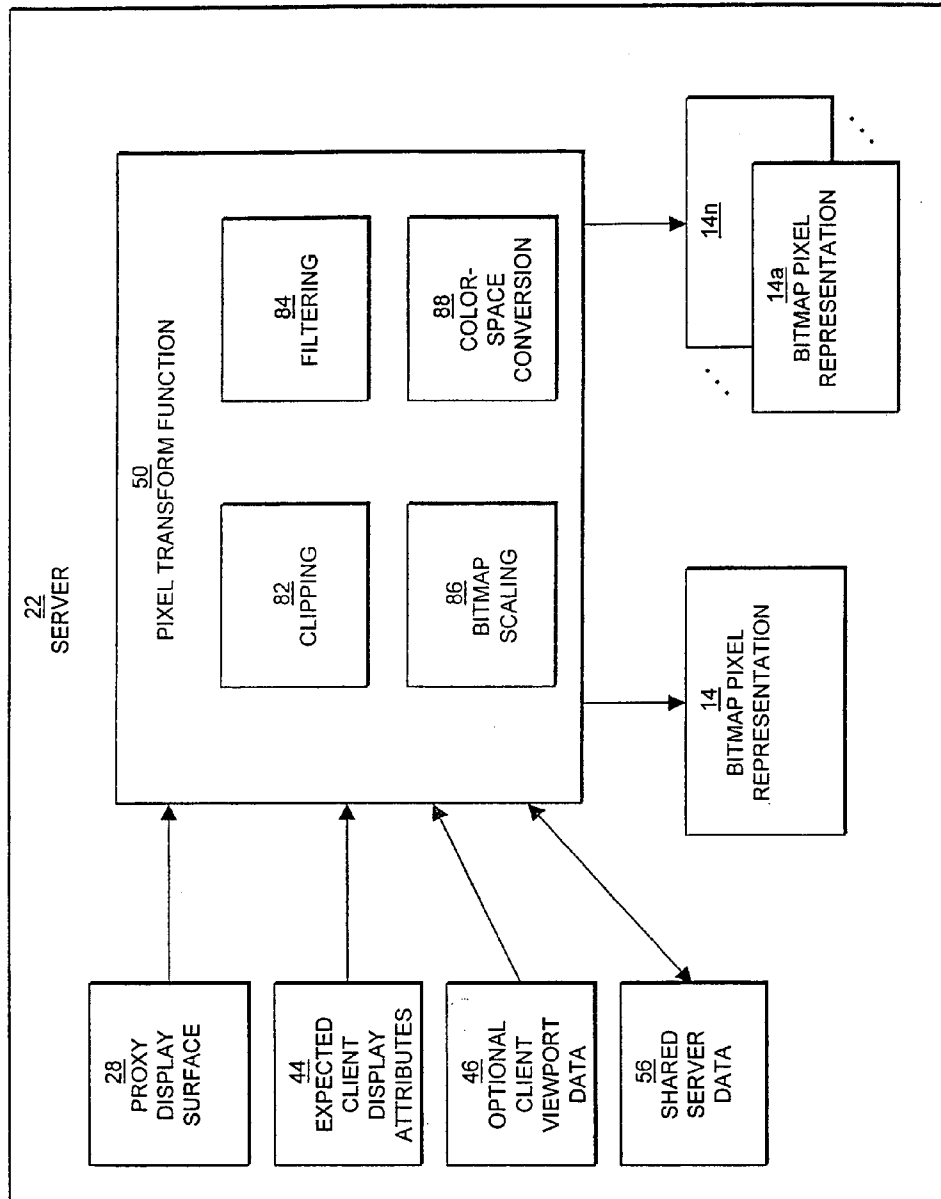 22
SERVER
28
PROXY
DISPLAY
SURFACE
44
EXPECTED
CLIENT
DISPLAY
ATTRIBUTES
46
OPTIONAL
CLIENT
VIEWPORT
DATA
56
SHARED
SERVER
DATA
50
PIXEL TRANSFORM FUNCTION
82
CLIPPING
84
FILTERING
86
BITMAP
SCALING
88
COLOR-
SPACE
CONVERSION
14
BITMAP PIXEL
REPRESENTATION
14n
14a
BITMAP PIXEL
REPRESENTATION